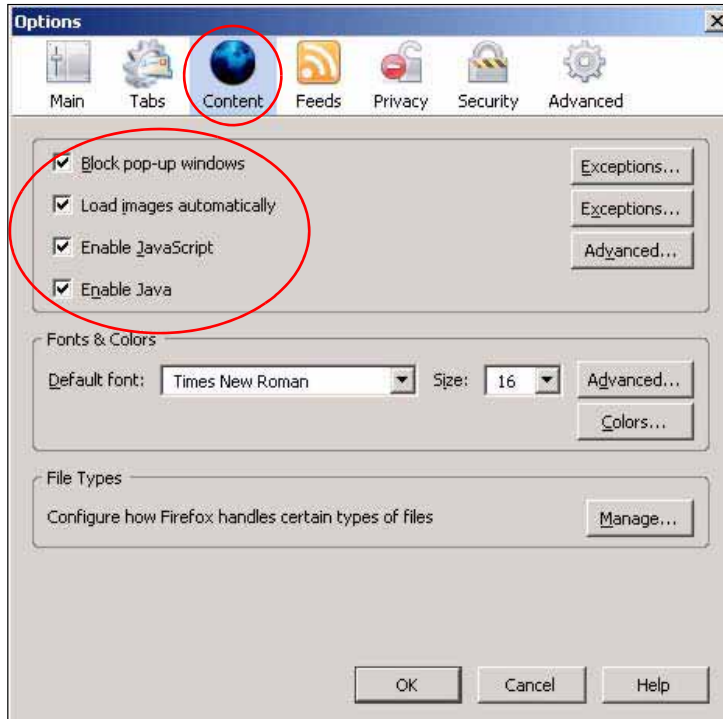 Options
Main Tabs Content Feeds Privacy Security Advanced
Block pop-up windows Exceptions...
Load images automatically Exceptions...
Enable JavaScript Advanced...
Enable Java
Fonts & Colors
Default font: Times New Roman Size: 16 Advanced...
Colors...
File Types
Configure how Firefox handles certain types of files Manage...
OK Cancel Help